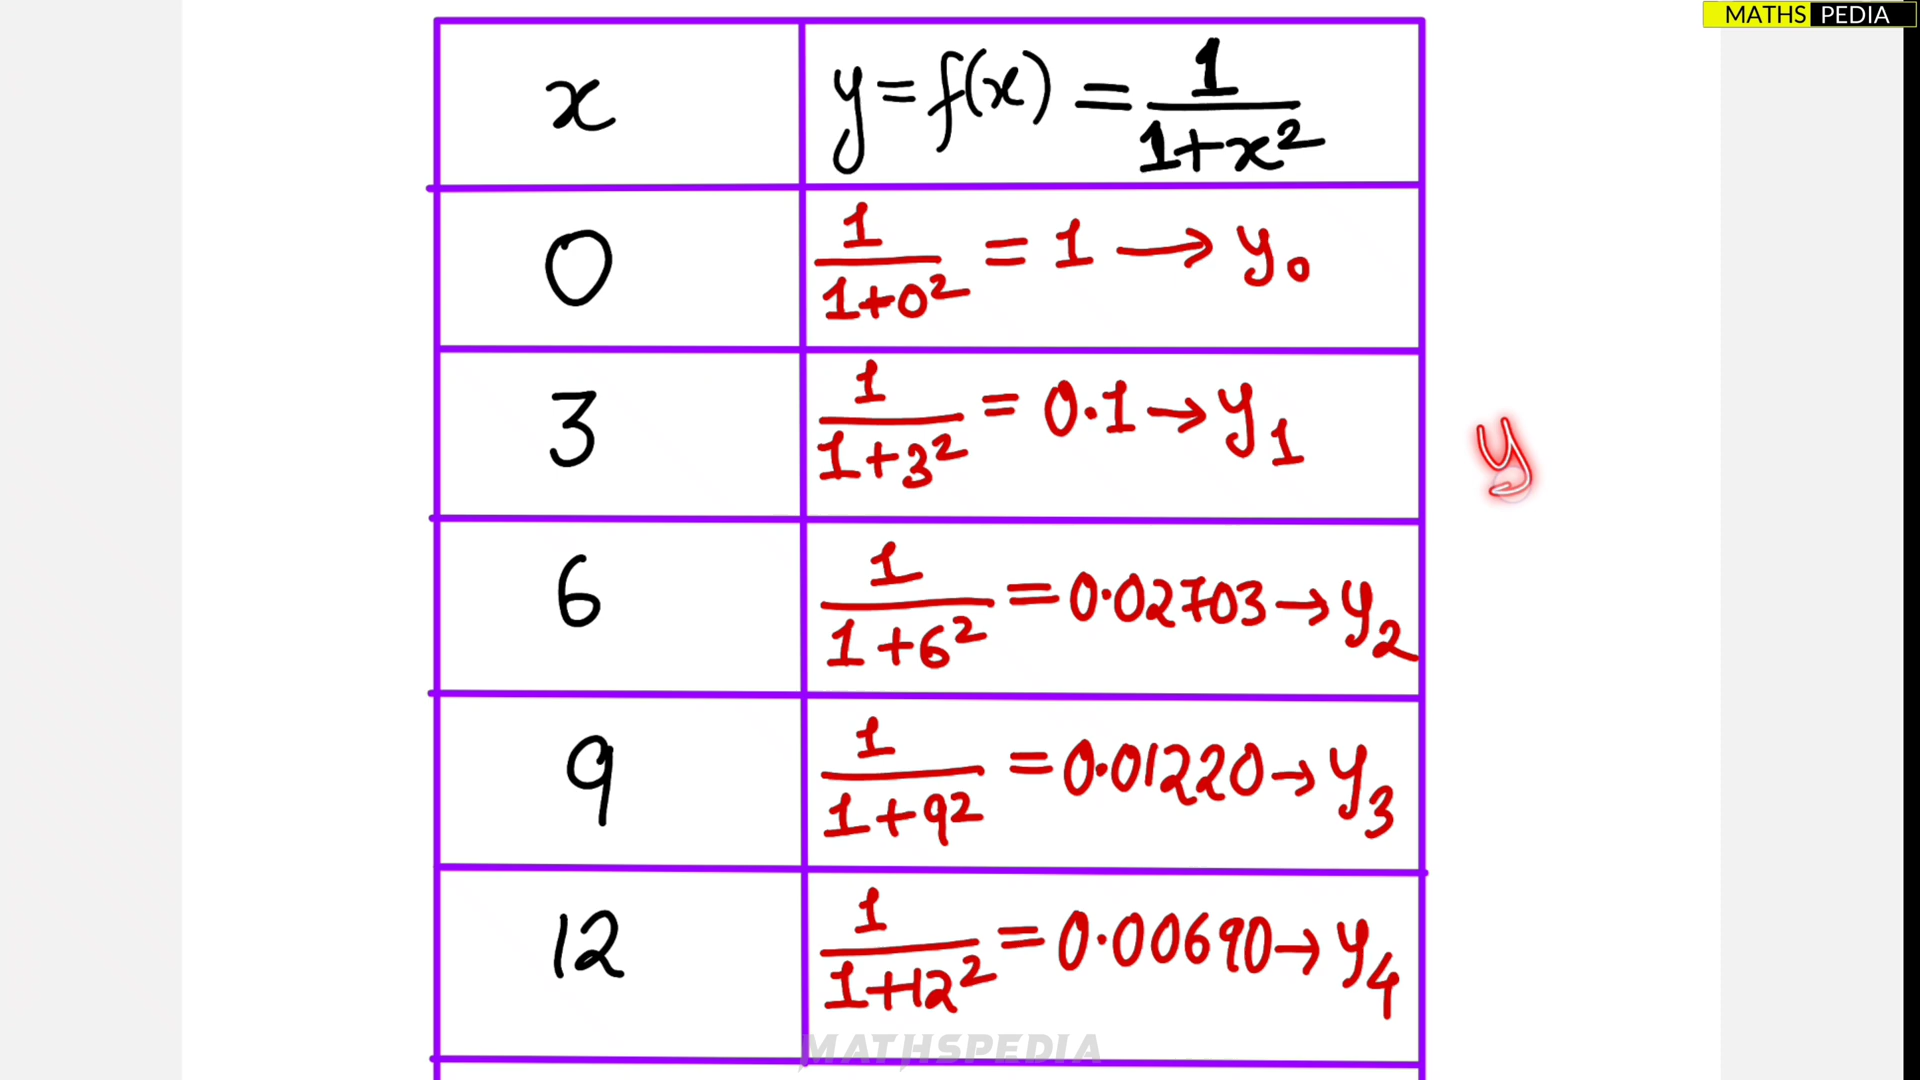 MATHS PEDIA
x y = f(x) = 1/(1+x²)
0 1/(1+0²) = 1 → y₀
3 1/(1+3²) = 0.1 → y₁
y
6 1/(1+6²) = 0.02703 → y₂
9 1/(1+9²) = 0.01220 → y₃
12 1/(1+12²) = 0.00690 → y₄
MATHSPEDIA